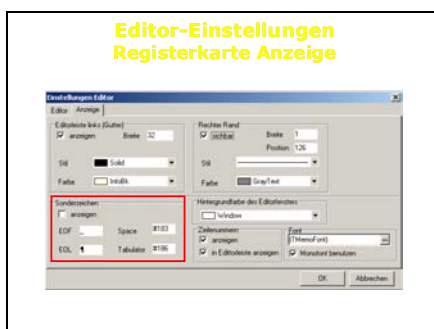 Editor-Einstellungen
Registerkarte Anzeige
Einstellungen Editor
Editor Anzeige
Editorleiste links (Gutter)
anzeigen Breite 32
Stil Solid
Farbe InfoBk
Rechter Rand
sichtbar Breite 1
Position 126
Stil
Farbe GrayText
Sonderzeichen
anzeigen
EOF _ Space #183
EOL ¶ Tabulator #186
Hintergrundfarbe des Editorfensters
Window
Zeilennummern
anzeigen
in Editorleiste anzeigen
Font
(TMemoFont)
Monofont benutzen
OK Abbrechen